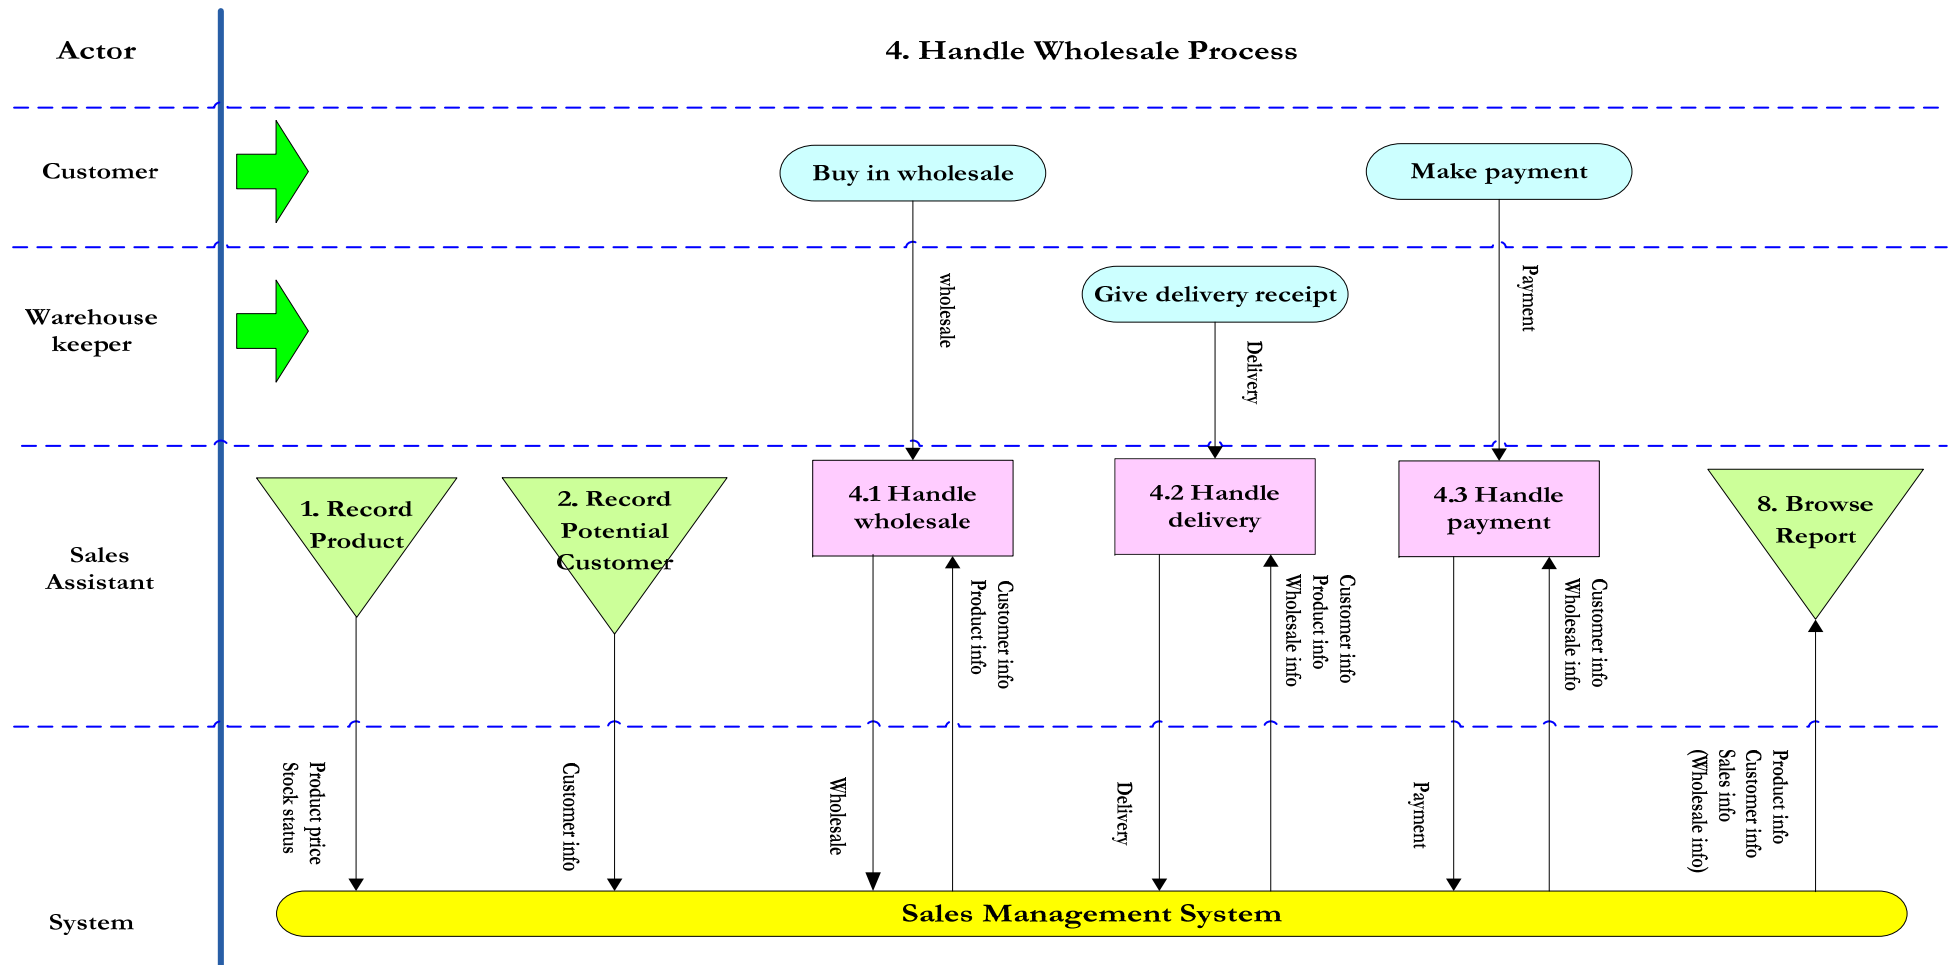 Actor
4. Handle Wholesale Process
Customer
Buy in wholesale
Make payment
Warehouse
keeper
Give delivery receipt
wholesale
Delivery
Payment
Sales
Assistant
1. Record
Product
2. Record
Potential
Customer
4.1 Handle
wholesale
4.2 Handle
delivery
4.3 Handle
payment
8. Browse
Report
Customer info
Product info
Customer info
Product info
Wholesale info
Customer info
Wholesale info
Product price
Stock status
Customer info
Wholesale
Delivery
Payment
Product info
Customer info
Sales info
(Wholesale info)
System
Sales Management System